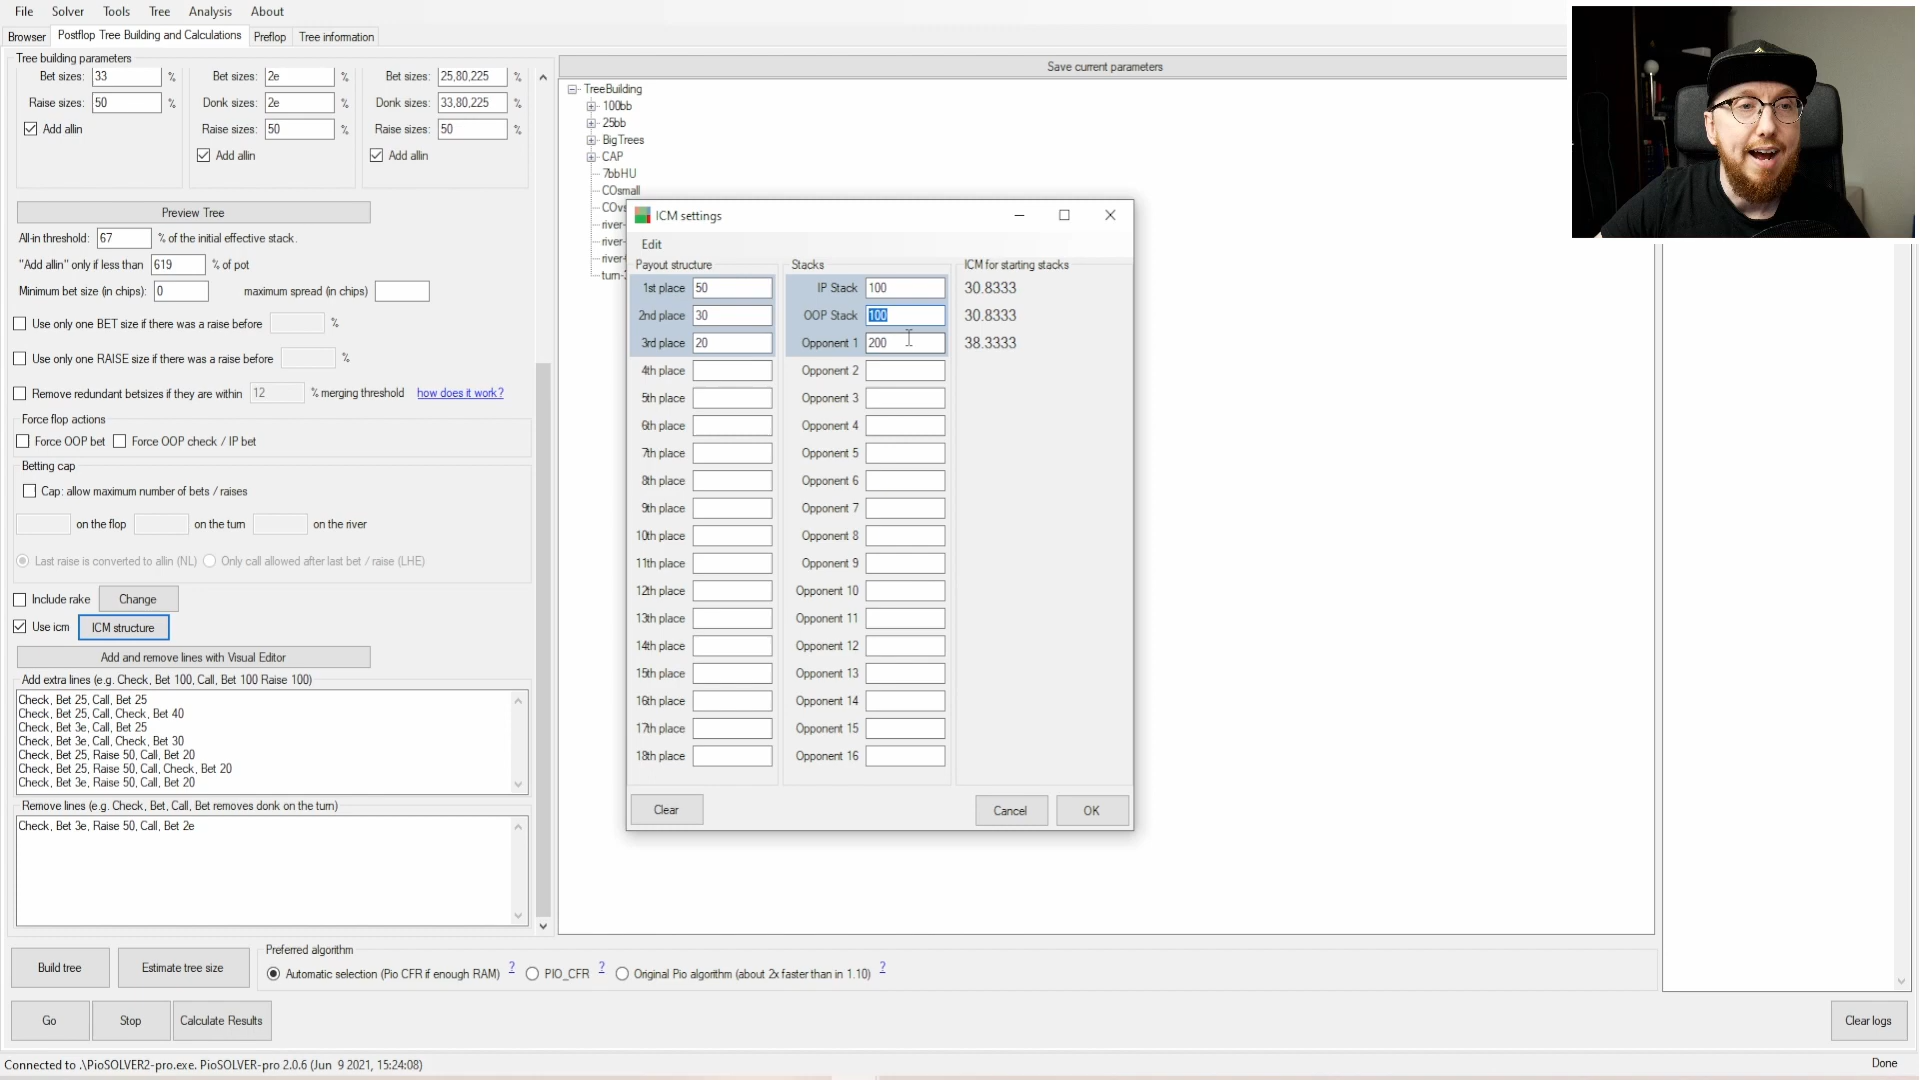 File Solver Tools Tree Analysis About
Browser Postflop Tree Building and Calculations Preflop Tree information
Tree building parameters
Bet sizes: 33 % Bet sizes: 2e % Bet sizes: 25,80,225 %
Raise sizes: 50 % Donk sizes: 2e % Donk sizes: 33,80,225 %
Add allin Raise sizes: 50 % Raise sizes: 50 %
Add allin Add allin
Preview Tree
All-in threshold: 67 % of the initial effective stack.
"Add allin" only if less than 619 % of pot
Minimum bet size (in chips): 0 maximum spread (in chips)
Use only one BET size if there was a raise before %
Use only one RAISE size if there was a raise before %
Remove redundant betsizes if they are within 12 % merging threshold how does it work?
Force flop actions
Force OOP bet Force OOP check / IP bet
Betting cap
Cap: allow maximum number of bets / raises
on the flop on the turn on the river
Last raise is converted to allin (NL) Only call allowed after last bet / raise (LHE)
Include rake Change
Use icm ICM structure
Add and remove lines with Visual Editor
Add extra lines (e.g. Check, Bet 100, Call, Bet 100 Raise 100)
Check, Bet 25, Call, Bet 25
Check, Bet 25, Call, Check, Bet 40
Check, Bet 3e, Call, Bet 25
Check, Bet 3e, Call, Check, Bet 30
Check, Bet 25, Raise 50, Call, Bet 20
Check, Bet 25, Raise 50, Call, Check, Bet 20
Check, Bet 3e, Raise 50, Call, Bet 20
Remove lines (e.g. Check, Bet, Call, Bet removes donk on the turn)
Check, Bet 3e, Raise 50, Call, Bet 2e
Save current parameters
TreeBuilding
100bb
25bb
BigTrees
CAP
7bbHU
COsmall
COvs
river-
river-
river-
turn-
ICM settings
Edit
Payout structure Stacks ICM for starting stacks
1st place 50 IP Stack 100 30.8333
2nd place 30 OOP Stack 100 30.8333
3rd place 20 Opponent 1 200 38.3333
4th place Opponent 2
5th place Opponent 3
6th place Opponent 4
7th place Opponent 5
8th place Opponent 6
9th place Opponent 7
10th place Opponent 8
11th place Opponent 9
12th place Opponent 10
13th place Opponent 11
14th place Opponent 12
15th place Opponent 13
16th place Opponent 14
17th place Opponent 15
18th place Opponent 16
Clear Cancel OK
Build tree Estimate tree size
Preferred algorithm
Automatic selection (Pio CFR if enough RAM) ? PIO_CFR ? Original Pio algorithm (about 2x faster than in 1.10) ?
Go Stop Calculate Results Clear logs
Connected to .\PioSOLVER2-pro.exe. PioSOLVER-pro 2.0.6 (Jun 9 2021, 15:24:08) Done